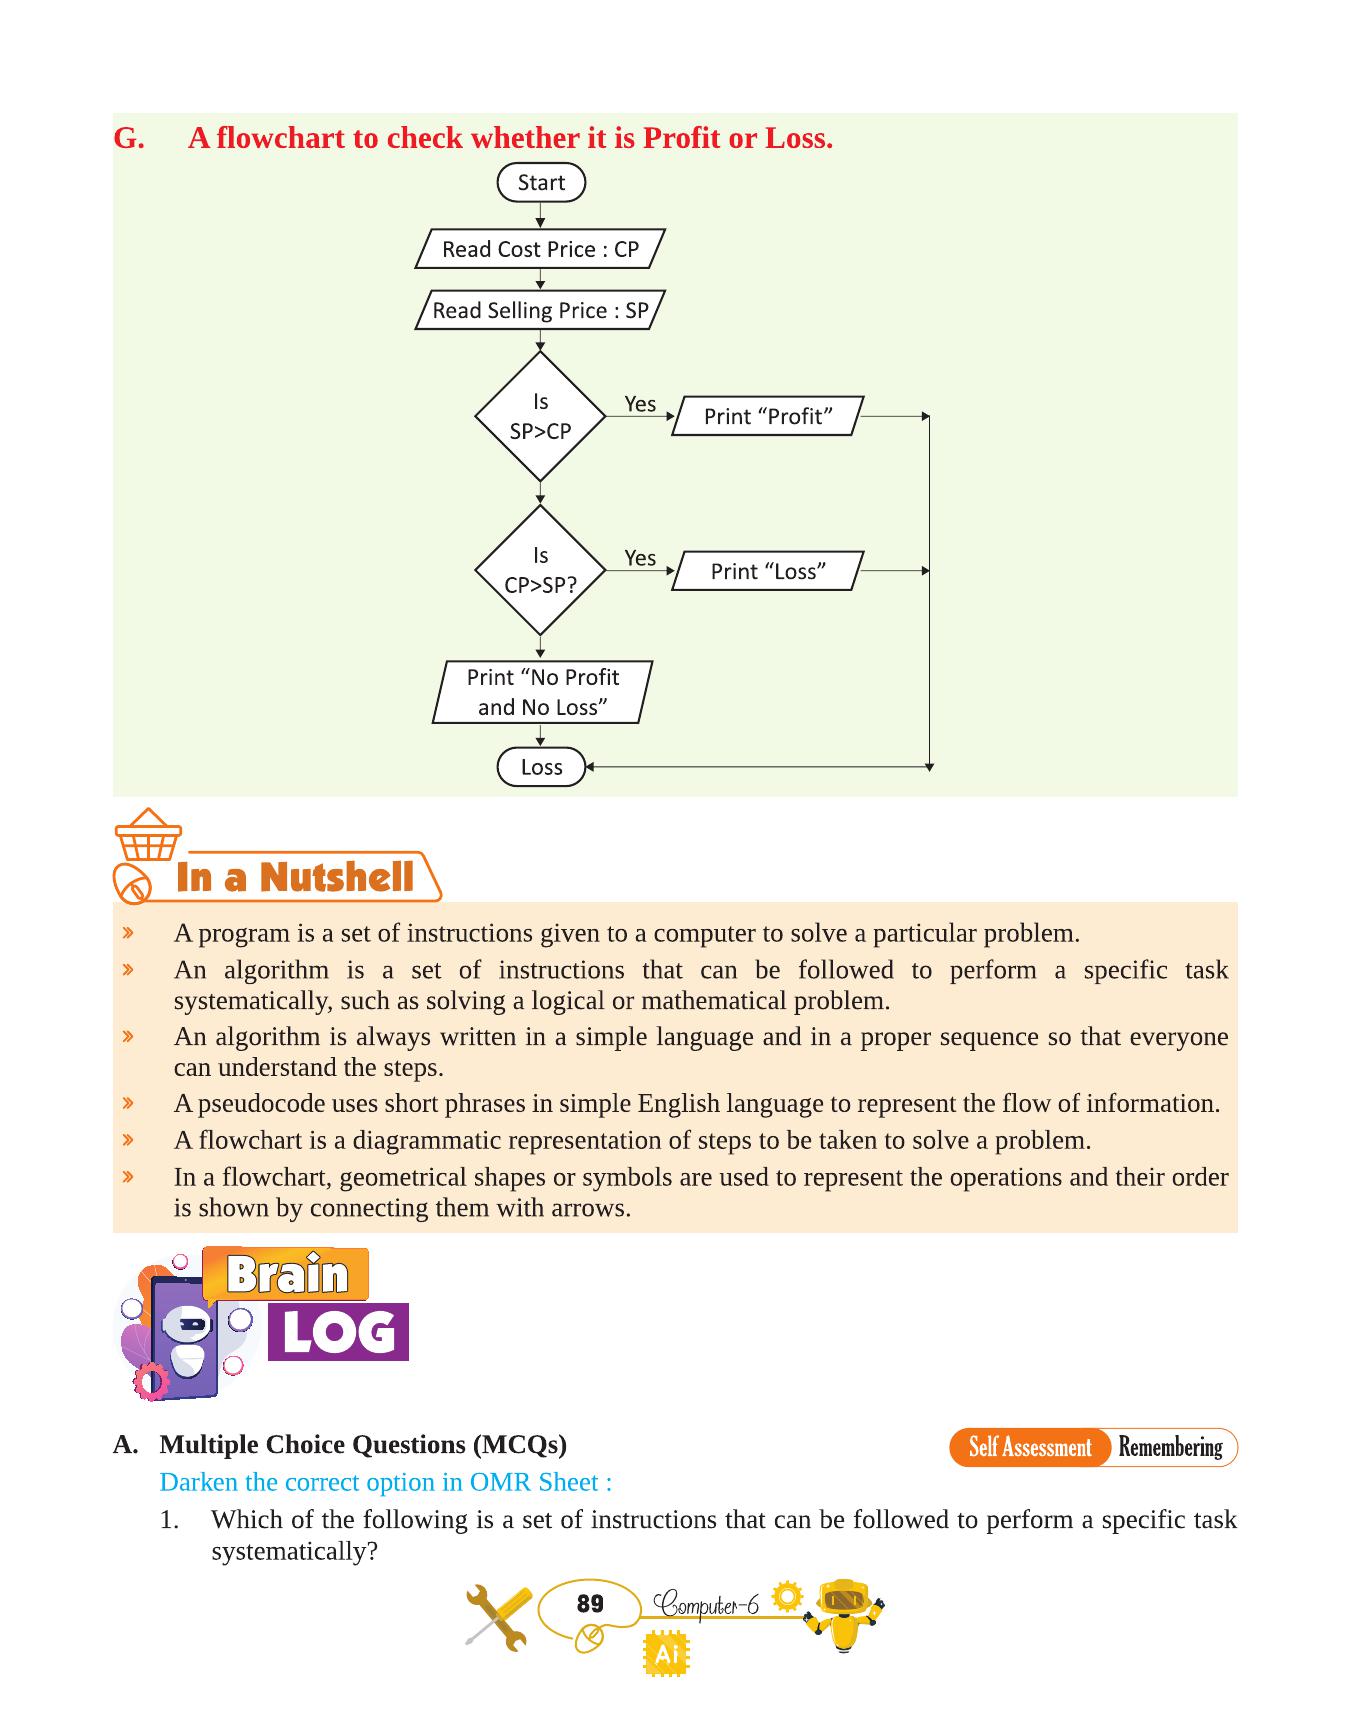 G. A flowchart to check whether it is Profit or Loss.
Start
Read Cost Price : CP
Read Selling Price : SP
Is
SP>CP
Yes
Print “Profit”
Is
CP>SP?
Yes
Print “Loss”
Print “No Profit
and No Loss”
Loss
In a Nutshell
» A program is a set of instructions given to a computer to solve a particular problem.
» An algorithm is a set of instructions that can be followed to perform a specific task
systematically, such as solving a logical or mathematical problem.
» An algorithm is always written in a simple language and in a proper sequence so that everyone
can understand the steps.
» A pseudocode uses short phrases in simple English language to represent the flow of information.
» A flowchart is a diagrammatic representation of steps to be taken to solve a problem.
» In a flowchart, geometrical shapes or symbols are used to represent the operations and their order
is shown by connecting them with arrows.
Brain
LOG
A. Multiple Choice Questions (MCQs)
Self Assessment Remembering
Darken the correct option in OMR Sheet :
1. Which of the following is a set of instructions that can be followed to perform a specific task
systematically?
89
Computer-6
Ai